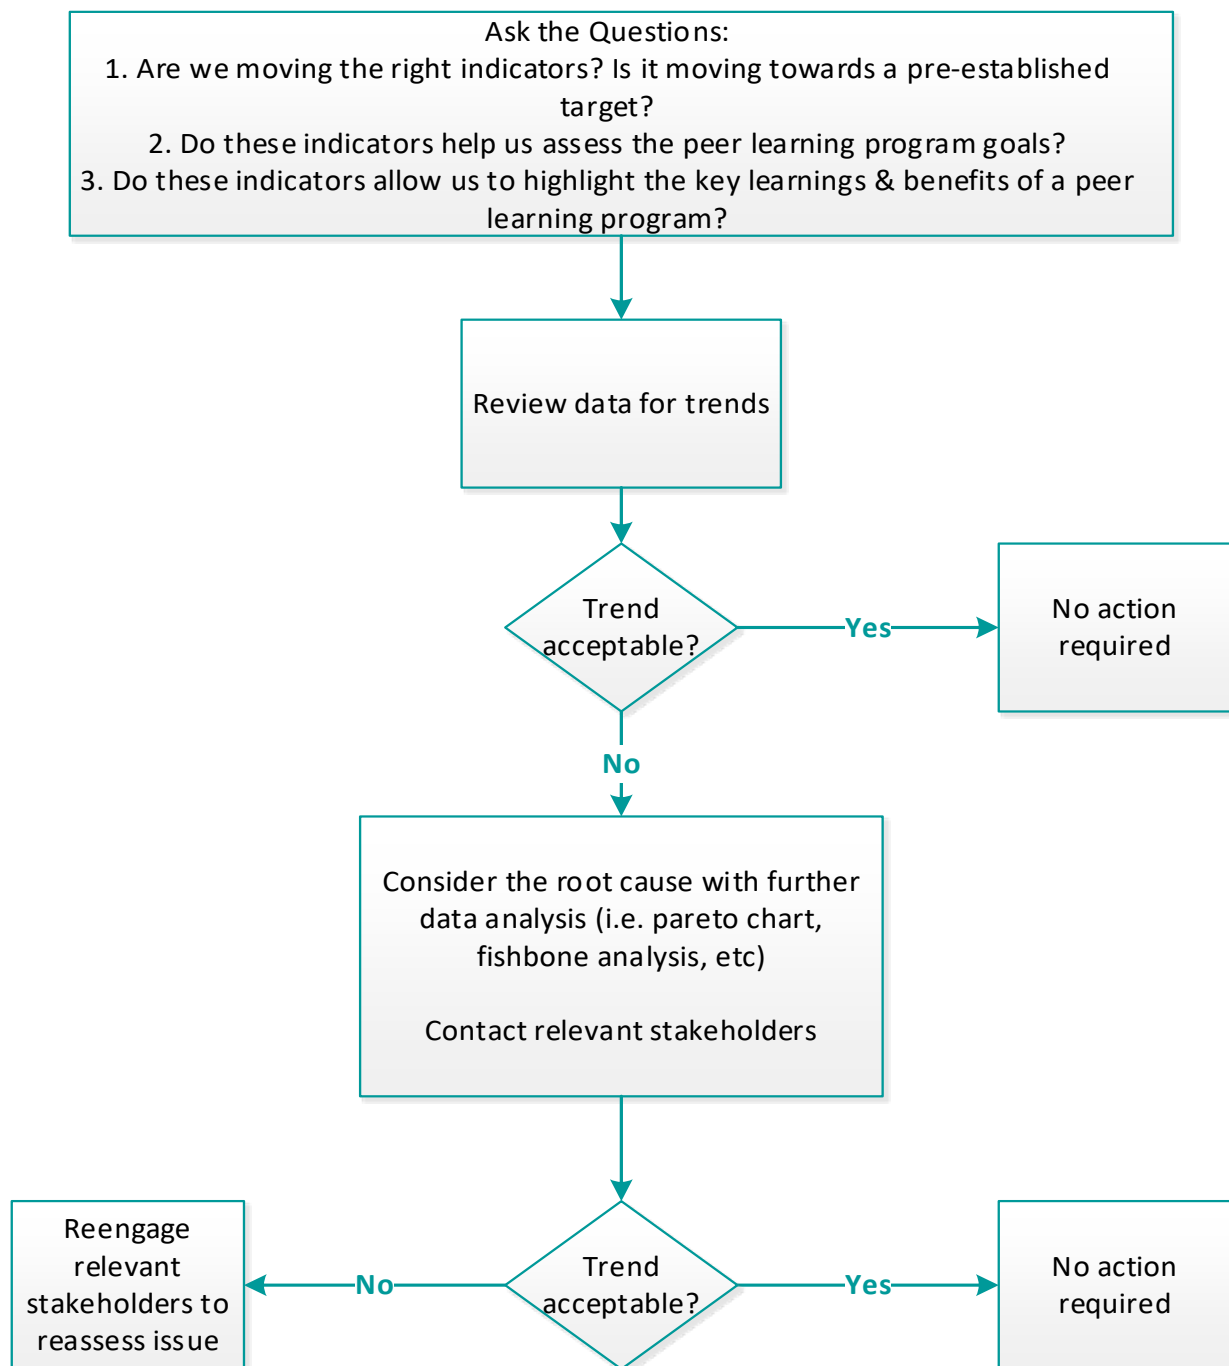 Ask the Questions:
1. Are we moving the right indicators? Is it moving towards a pre-established
target?
2. Do these indicators help us assess the peer learning program goals?
3. Do these indicators allow us to highlight the key learnings & benefits of a peer
learning program?
Review data for trends
Trend
acceptable?
Yes
No action
required
No
Consider the root cause with further
data analysis (i.e. pareto chart,
fishbone analysis, etc)
Contact relevant stakeholders
Reengage
relevant
stakeholders to
reassess issue
No
Trend
acceptable?
Yes
No action
required